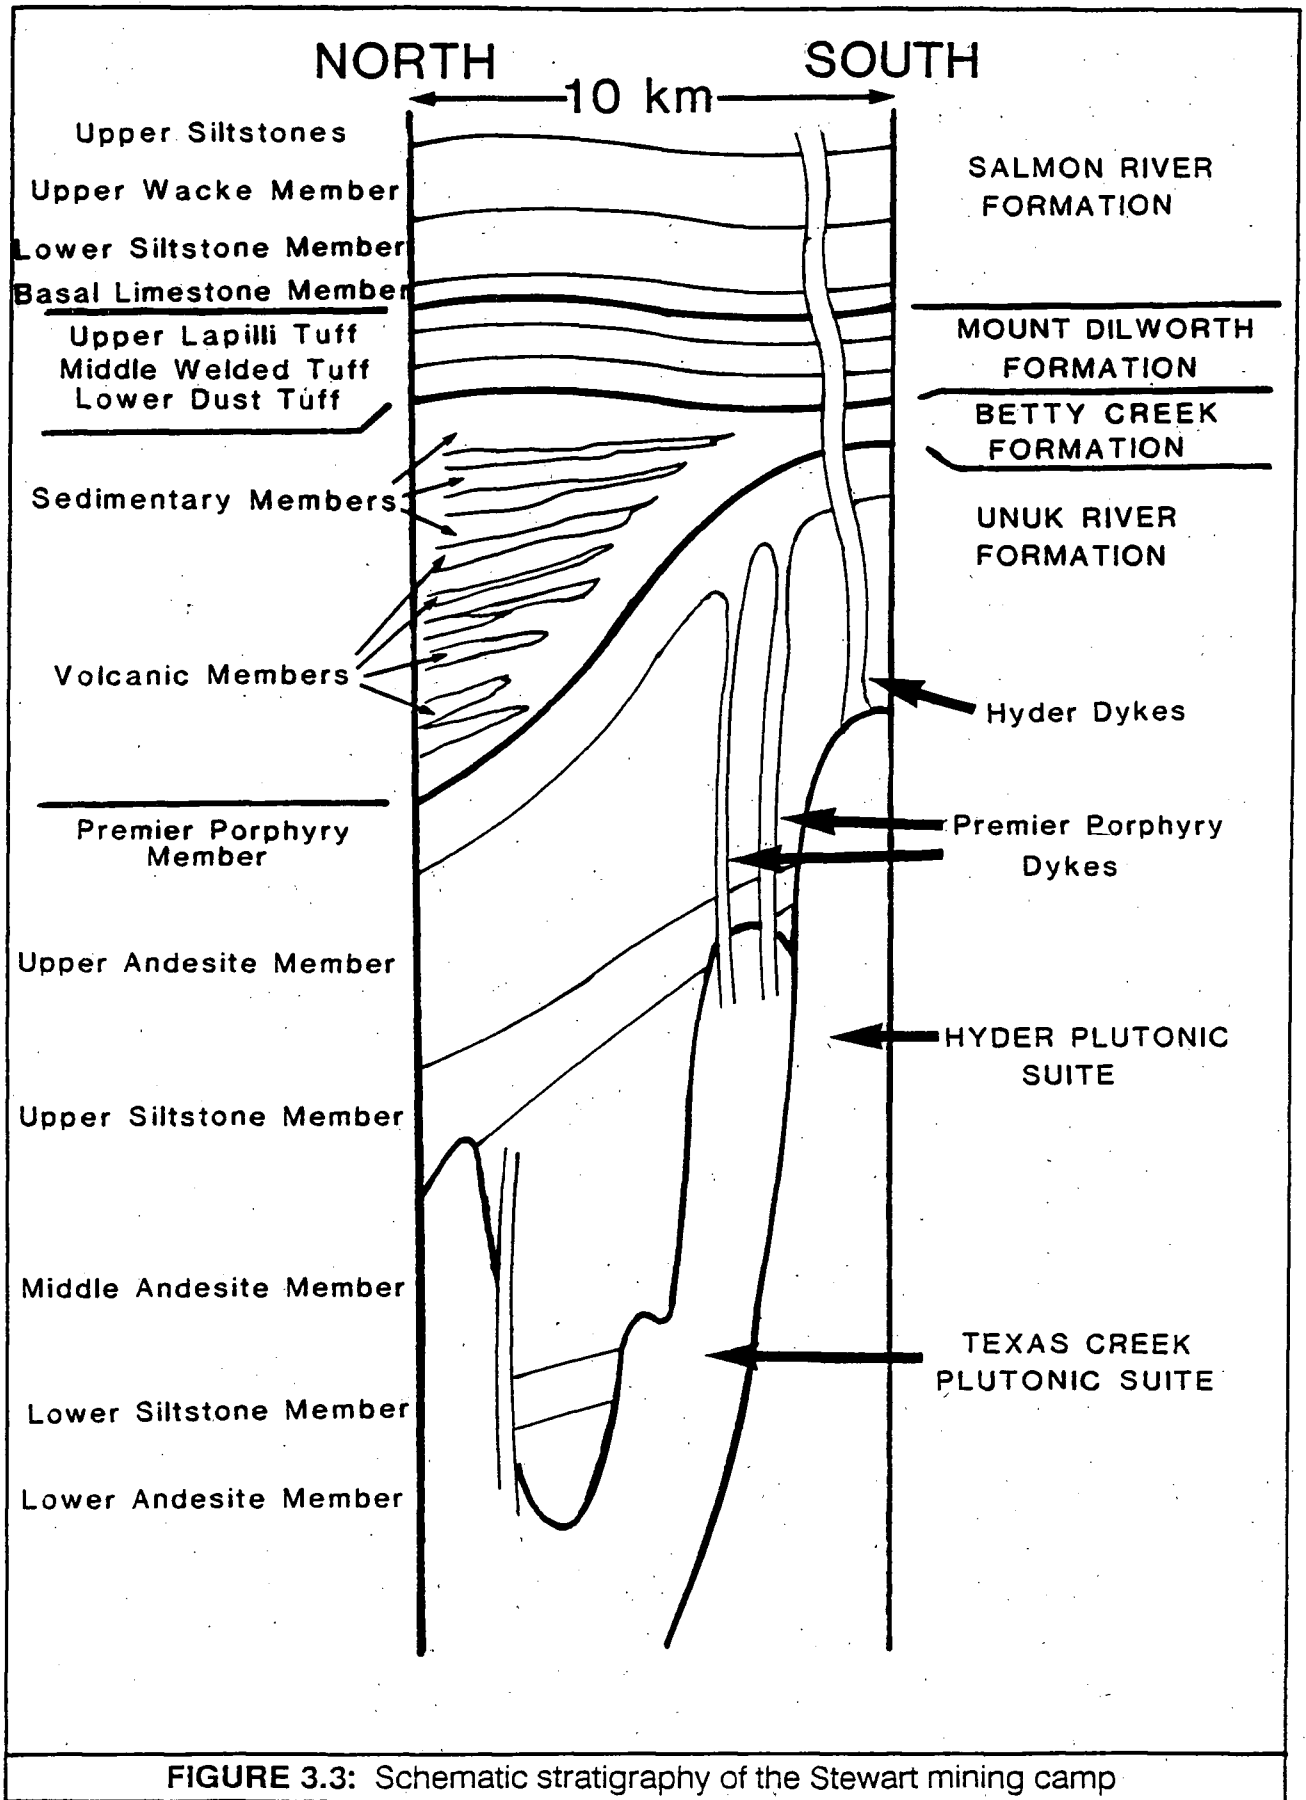 NORTH
SOUTH
10 km
Upper Siltstones
Upper Wacke Member
Lower Siltstone Member
Basal Limestone Member
Upper Lapilli Tuff
Middle Welded Tuff
Lower Dust Tuff
Sedimentary Members
Volcanic Members
Premier Porphyry
Member
Upper Andesite Member
Upper Siltstone Member
Middle Andesite Member
Lower Siltstone Member
Lower Andesite Member
SALMON RIVER
FORMATION
MOUNT DILWORTH
FORMATION
BETTY CREEK
FORMATION
UNUK RIVER
FORMATION
Hyder Dykes
Premier Porphyry
Dykes
HYDER PLUTONIC
SUITE
TEXAS CREEK
PLUTONIC SUITE
FIGURE 3.3: Schematic stratigraphy of the Stewart mining camp